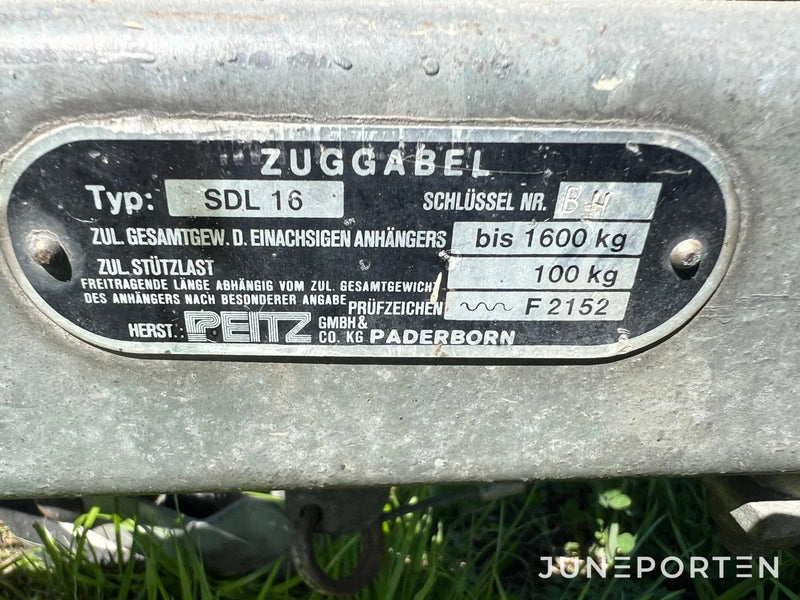 ZUGGABEL
Typ: SDL 16 SCHLÜSSEL NR. BH
ZUL. GESAMTGEW. D. EINACHSIGEN ANHÄNGERS bis 1600 kg
ZUL. STÜTZLAST 100 kg
FREITRAGENDE LÄNGE ABHÄNGIG VOM ZUL. GESAMTGEWICHT
DES ANHÄNGERS NACH BESONDERER ANGABE PRÜFZEICHEN F 2152
HERST.: PEITZ GMBH &
CO. KG PADERBORN
JUNEPORTEN